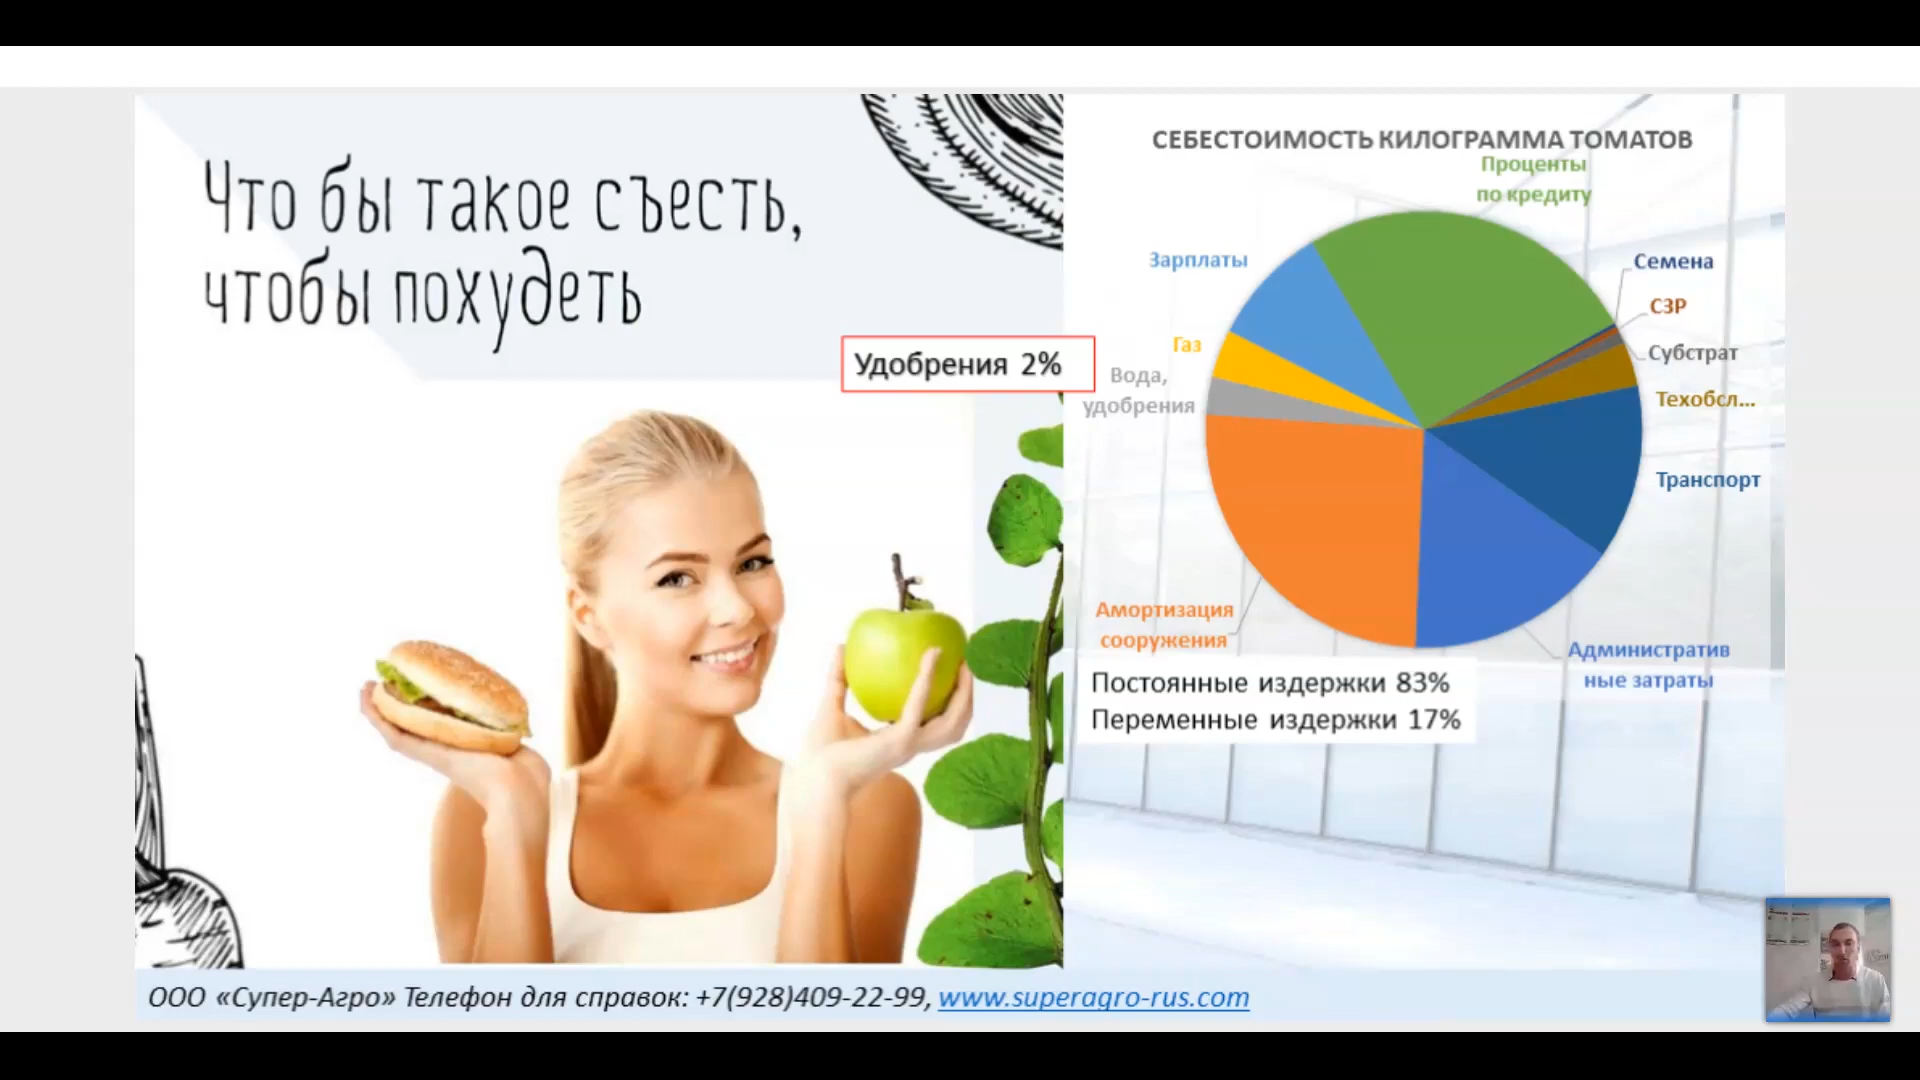 Что бы такое съесть,
чтобы похудеть
Удобрения 2%
СЕБЕСТОИМОСТЬ КИЛОГРАММА ТОМАТОВ
Проценты
по кредиту
Зарплаты
Семена
СЗР
Газ
Субстрат
Вода,
удобрения
Техобсл...
Транспорт
Амортизация
сооружения
Административ
ные затраты
Постоянные издержки 83%
Переменные издержки 17%
ООО «Супер-Агро» Телефон для справок: +7(928)409-22-99, www.superagro-rus.com